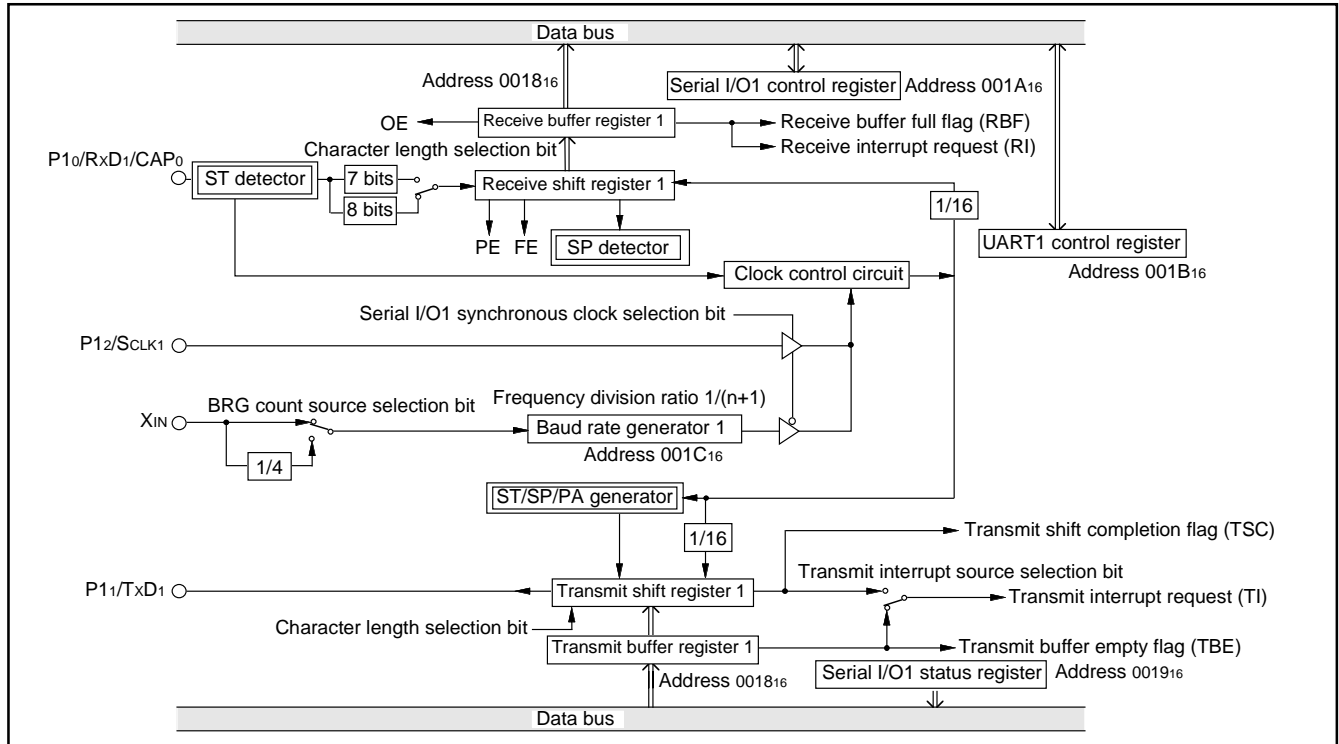 Data bus
Address 0018₁₆
Serial I/O1 control register Address 001A₁₆
OE
Receive buffer register 1
Receive buffer full flag (RBF)
Receive interrupt request (RI)
P1₀/RxD₁/CAP₀
Character length selection bit
ST detector
7 bits
8 bits
Receive shift register 1
1/16
PE FE
SP detector
UART1 control register
Address 001B₁₆
Clock control circuit
Serial I/O1 synchronous clock selection bit
P1₂/SCLK1
XIN
BRG count source selection bit
Frequency division ratio 1/(n+1)
Baud rate generator 1
Address 001C₁₆
1/4
ST/SP/PA generator
1/16
Transmit shift completion flag (TSC)
P1₁/TxD₁
Transmit shift register 1
Transmit interrupt source selection bit
Transmit interrupt request (TI)
Character length selection bit
Transmit buffer register 1
Transmit buffer empty flag (TBE)
Address 0018₁₆
Serial I/O1 status register Address 0019₁₆
Data bus